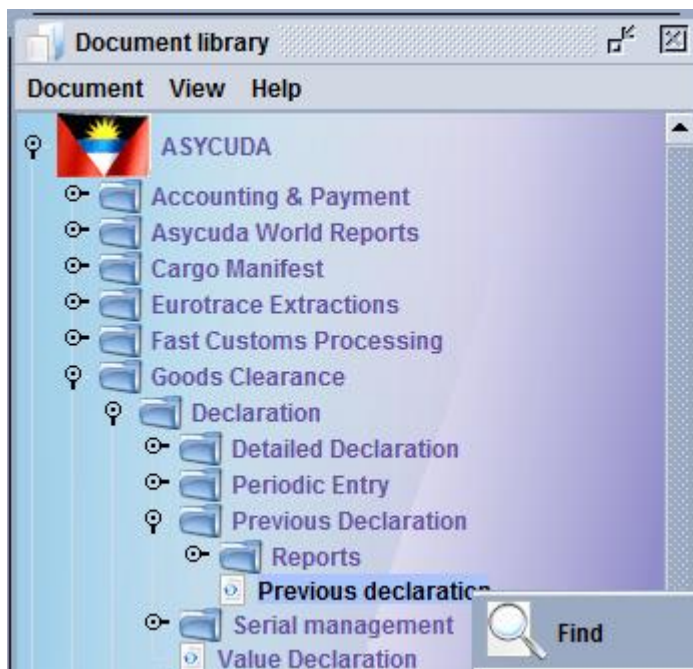 Document library
Document View Help
ASYCUDA
Accounting & Payment
Asycuda World Reports
Cargo Manifest
Eurotrace Extractions
Fast Customs Processing
Goods Clearance
Declaration
Detailed Declaration
Periodic Entry
Previous Declaration
Reports
Previous declaration
Find
Serial management
Value Declaration